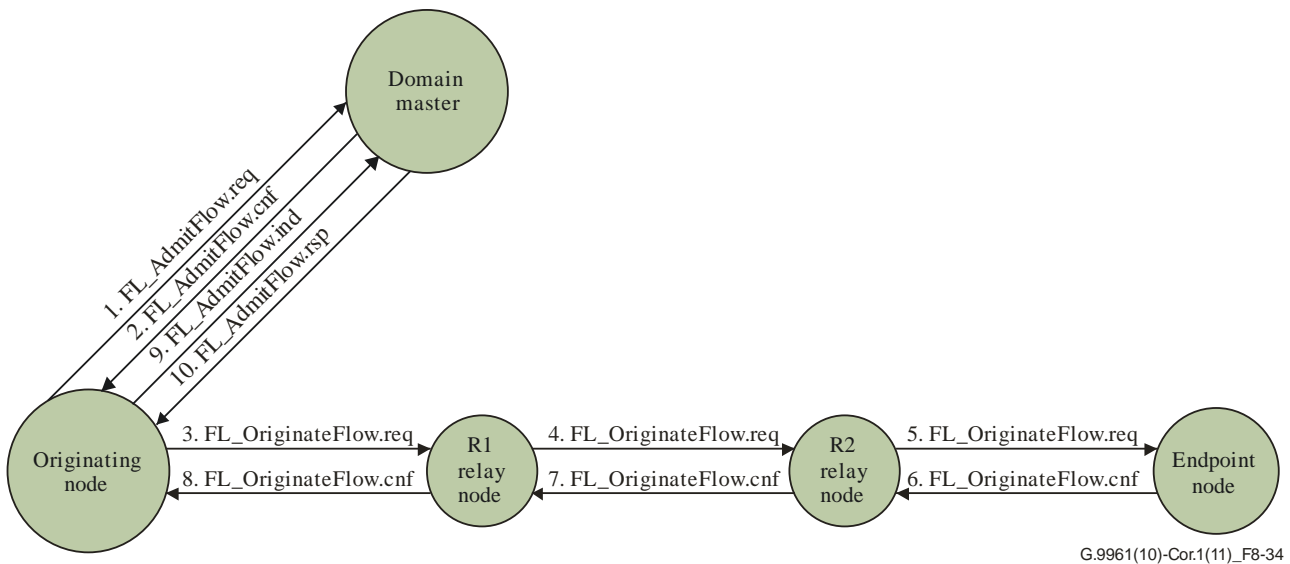 Domain
master
1. FL_AdmitFlow.req
2. FL_AdmitFlow.cnf
9. FL_AdmitFlow.ind
10. FL_AdmitFlow.rsp
Originating
node
3. FL_OriginateFlow.req
8. FL_OriginateFlow.cnf
R1
relay
node
4. FL_OriginateFlow.req
7. FL_OriginateFlow.cnf
R2
relay
node
5. FL_OriginateFlow.req
6. FL_OriginateFlow.cnf
Endpoint
node
G.9961(10)-Cor.1(11)_F8-34